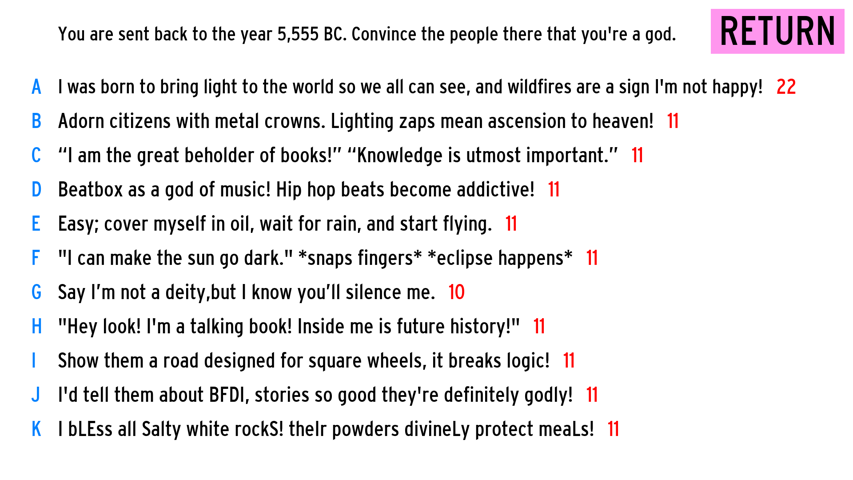 You are sent back to the year 5,555 BC. Convince the people there that you're a god.
RETURN
A I was born to bring light to the world so we all can see, and wildfires are a sign I'm not happy! 22
B Adorn citizens with metal crowns. Lighting zaps mean ascension to heaven! 11
C “I am the great beholder of books!” “Knowledge is utmost important.” 11
D Beatbox as a god of music! Hip hop beats become addictive! 11
E Easy; cover myself in oil, wait for rain, and start flying. 11
F "I can make the sun go dark." *snaps fingers* *eclipse happens* 11
G Say I’m not a deity,but I know you’ll silence me. 10
H "Hey look! I'm a talking book! Inside me is future history!" 11
I Show them a road designed for square wheels, it breaks logic! 11
J I'd tell them about BFDI, stories so good they're definitely godly! 11
K I bLEss all Salty white rockS! theIr powders divineLy protect meaLs! 11